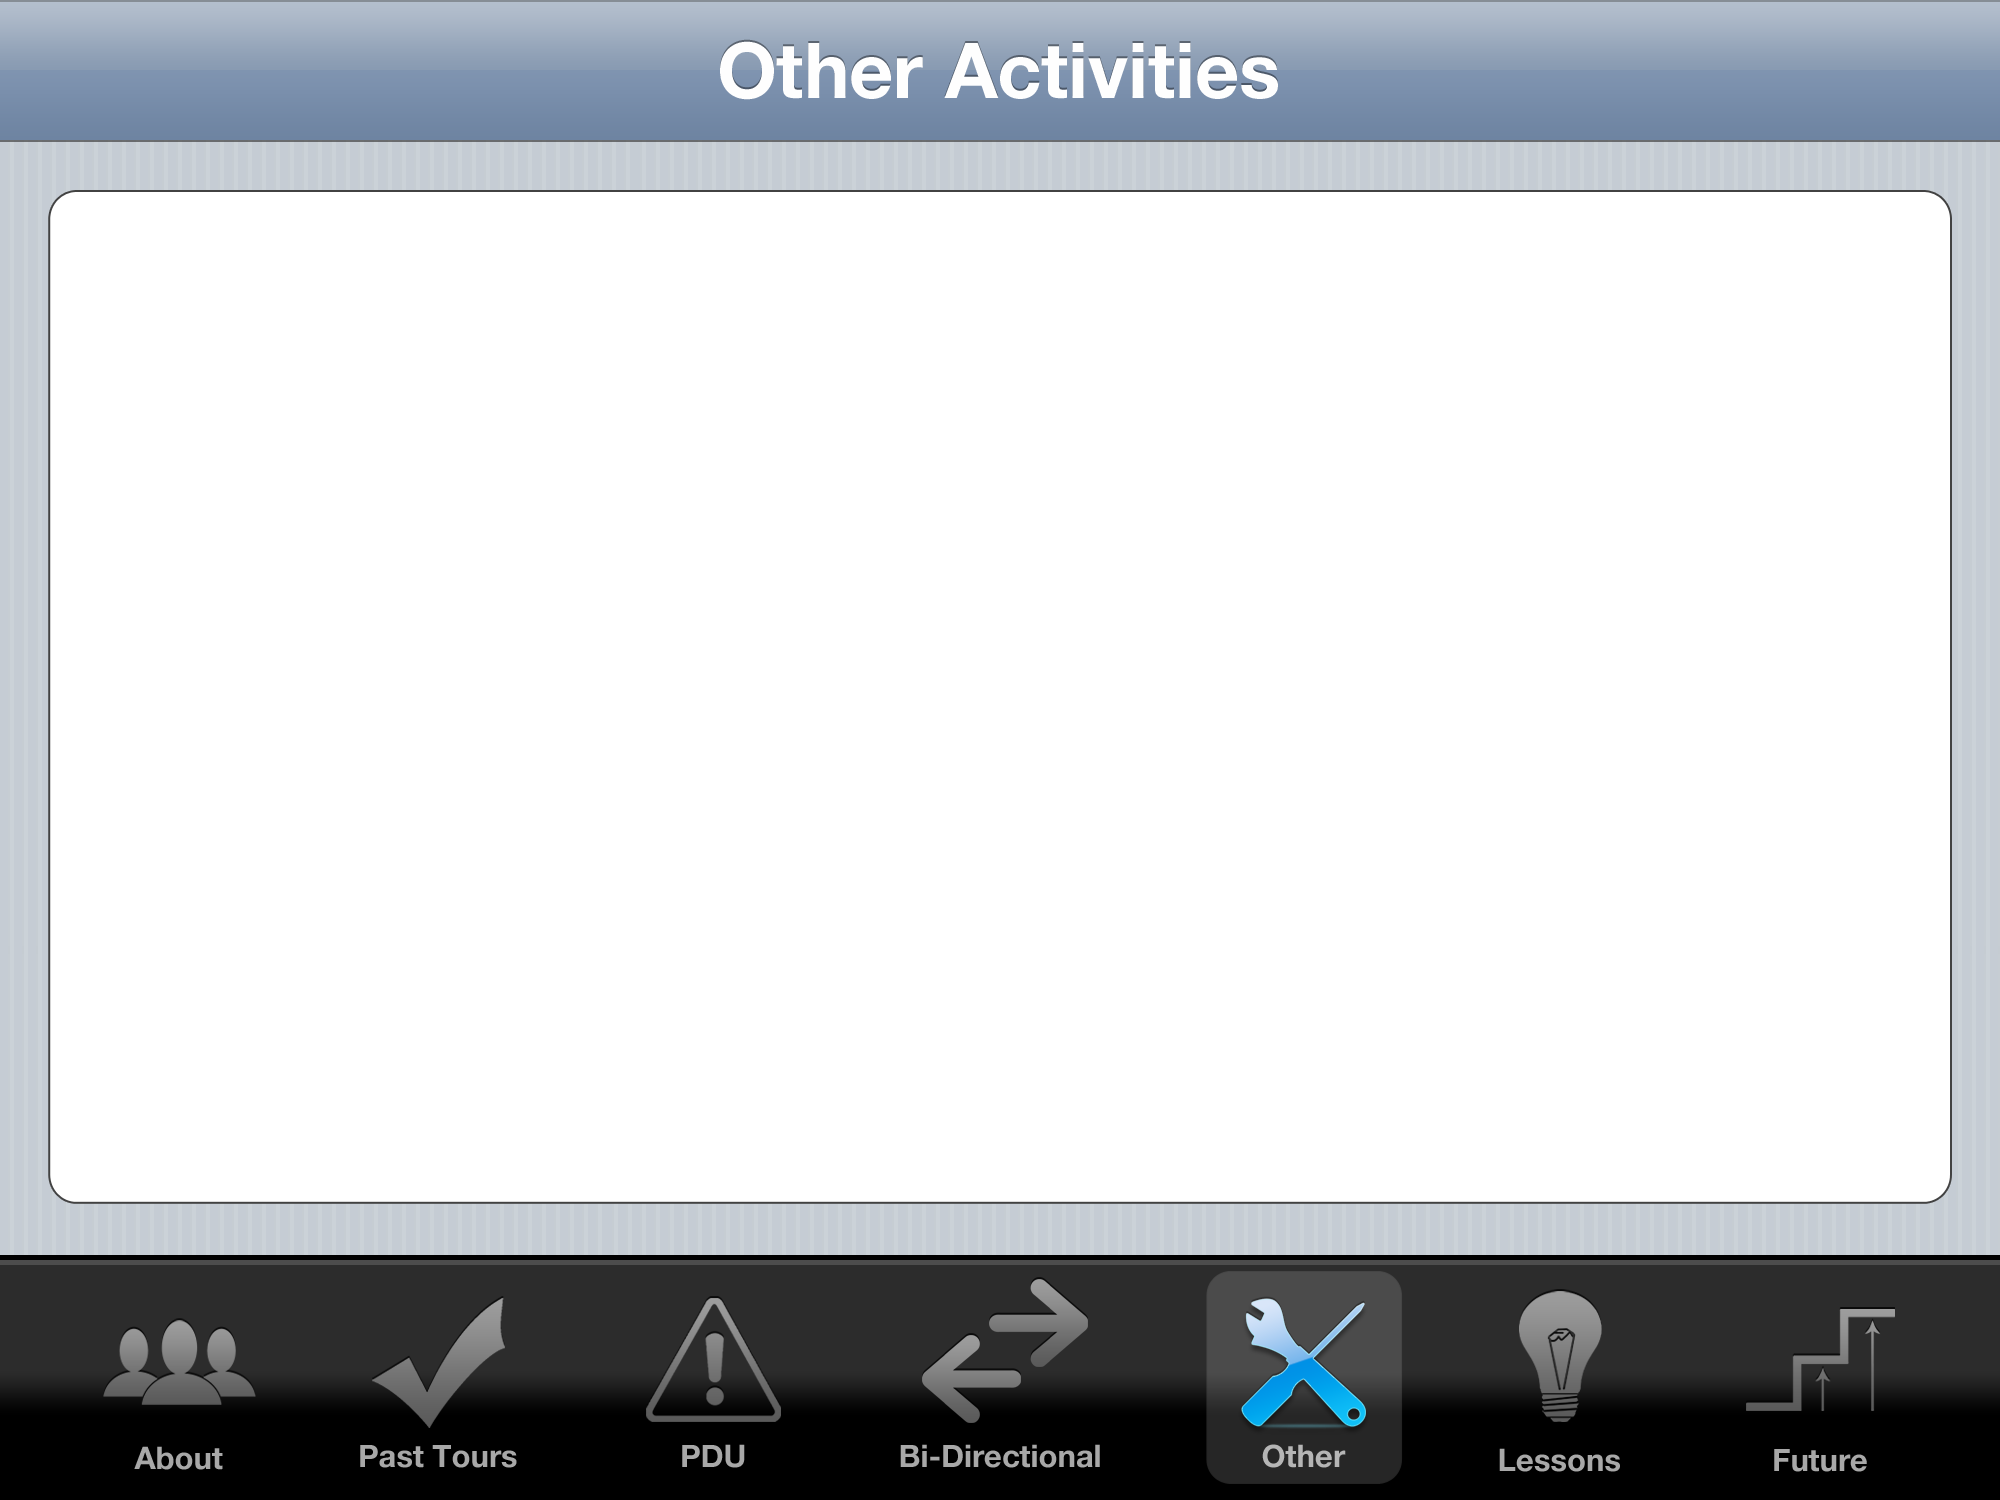 Other Activities
About
Past Tours
PDU
Bi-Directional
Other
Lessons
Future